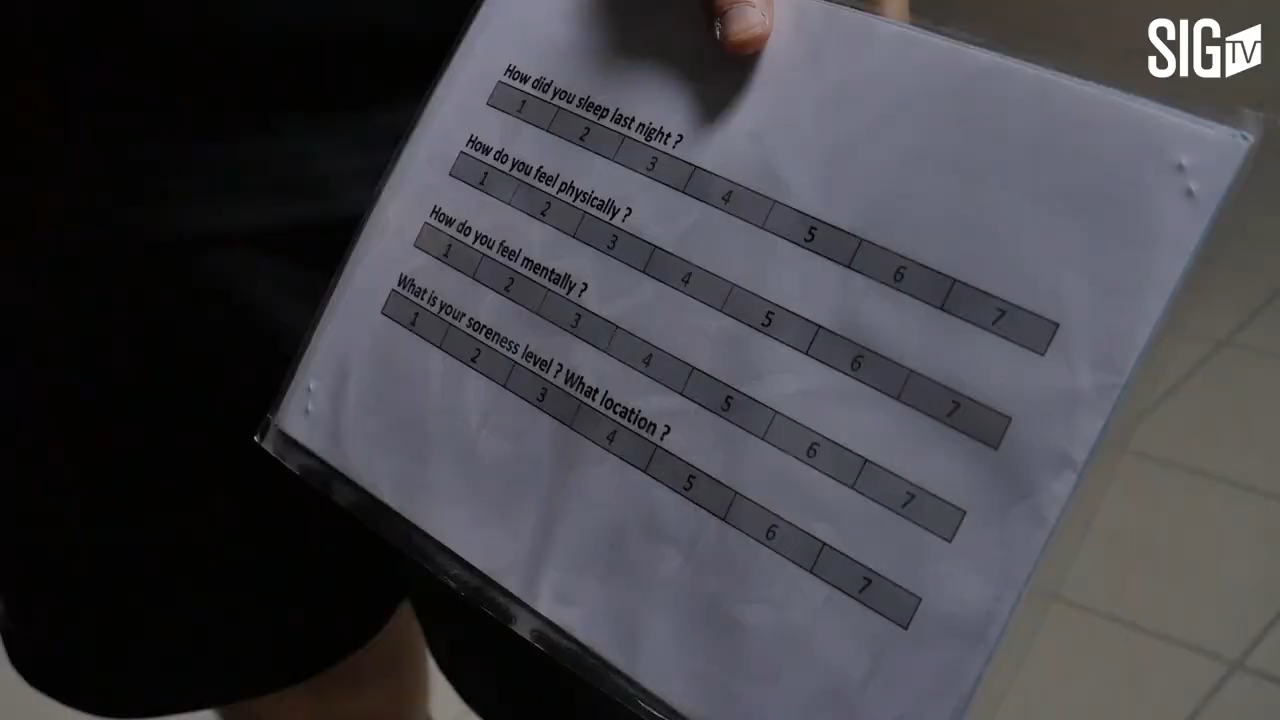 SIG TV
How did you sleep last night ?
1 2 3 4 5 6 7
How do you feel physically ?
1 2 3 4 5 6 7
How do you feel mentally ?
1 2 3 4 5 6 7
What is your soreness level ? What location ?
1 2 3 4 5 6 7